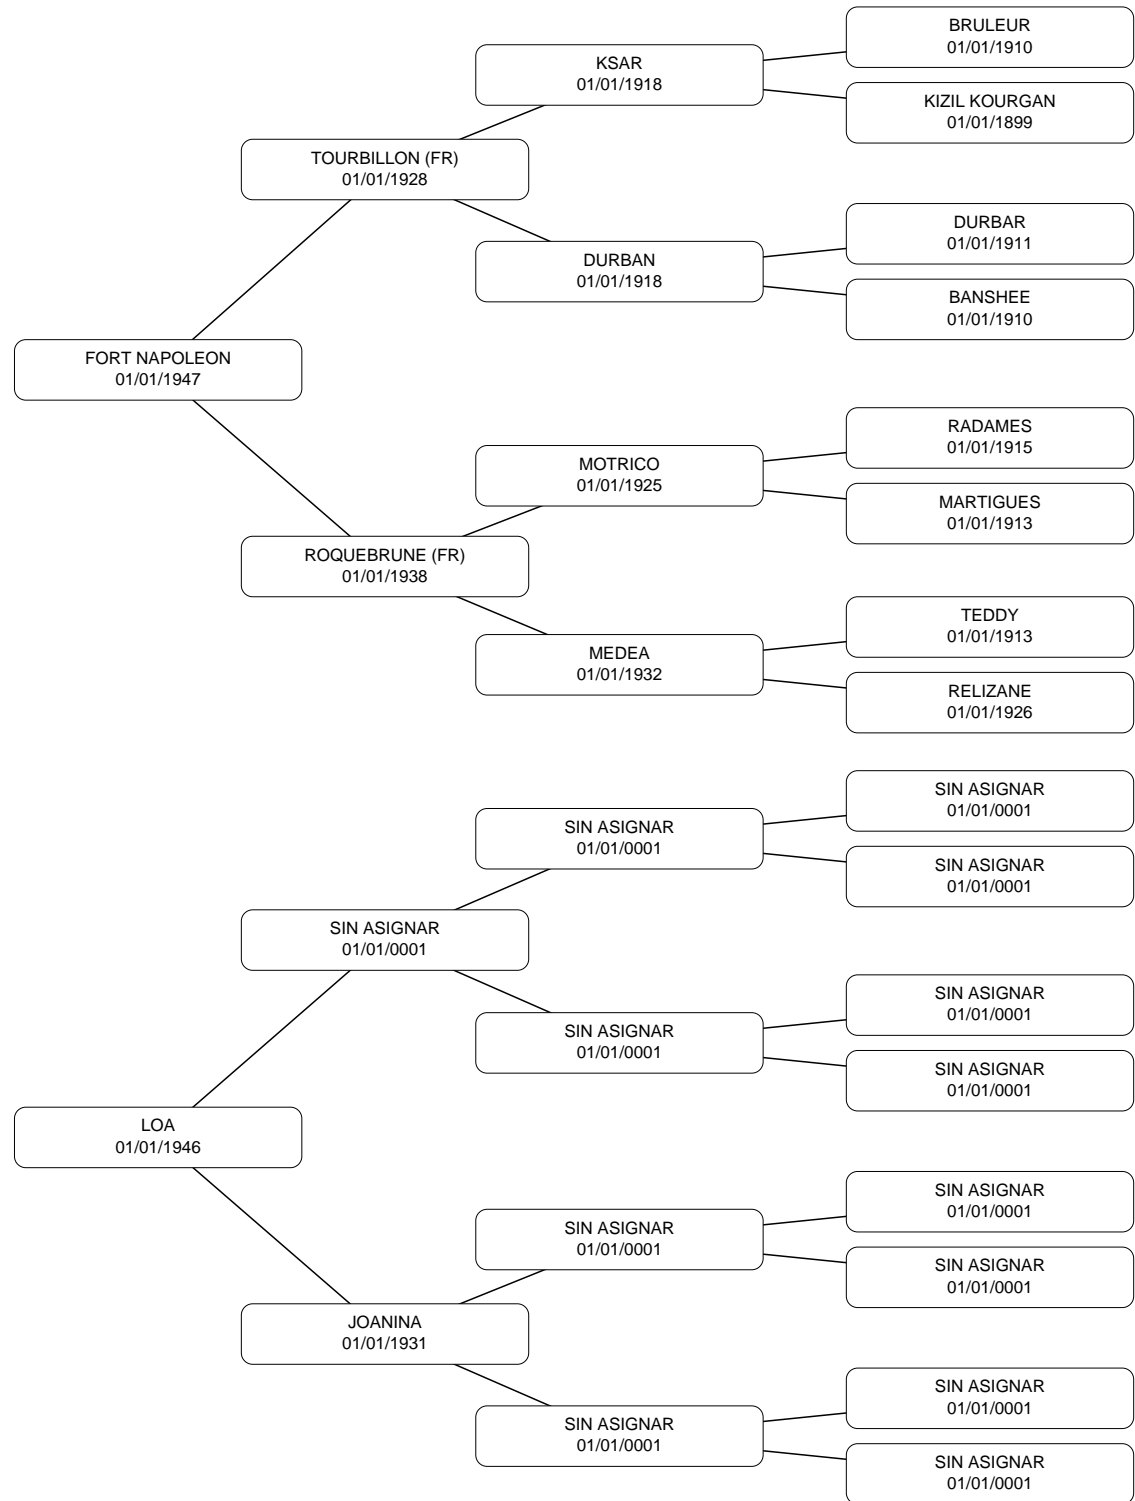 BRULEUR
01/01/1910
KSAR
01/01/1918
KIZIL KOURGAN
01/01/1899
TOURBILLON (FR)
01/01/1928
DURBAR
01/01/1911
DURBAN
01/01/1918
BANSHEE
01/01/1910
FORT NAPOLEON
01/01/1947
RADAMES
01/01/1915
MOTRICO
01/01/1925
MARTIGUES
01/01/1913
ROQUEBRUNE (FR)
01/01/1938
TEDDY
01/01/1913
MEDEA
01/01/1932
RELIZANE
01/01/1926
SIN ASIGNAR
01/01/0001
SIN ASIGNAR
01/01/0001
SIN ASIGNAR
01/01/0001
SIN ASIGNAR
01/01/0001
SIN ASIGNAR
01/01/0001
SIN ASIGNAR
01/01/0001
SIN ASIGNAR
01/01/0001
LOA
01/01/1946
SIN ASIGNAR
01/01/0001
SIN ASIGNAR
01/01/0001
SIN ASIGNAR
01/01/0001
JOANINA
01/01/1931
SIN ASIGNAR
01/01/0001
SIN ASIGNAR
01/01/0001
SIN ASIGNAR
01/01/0001